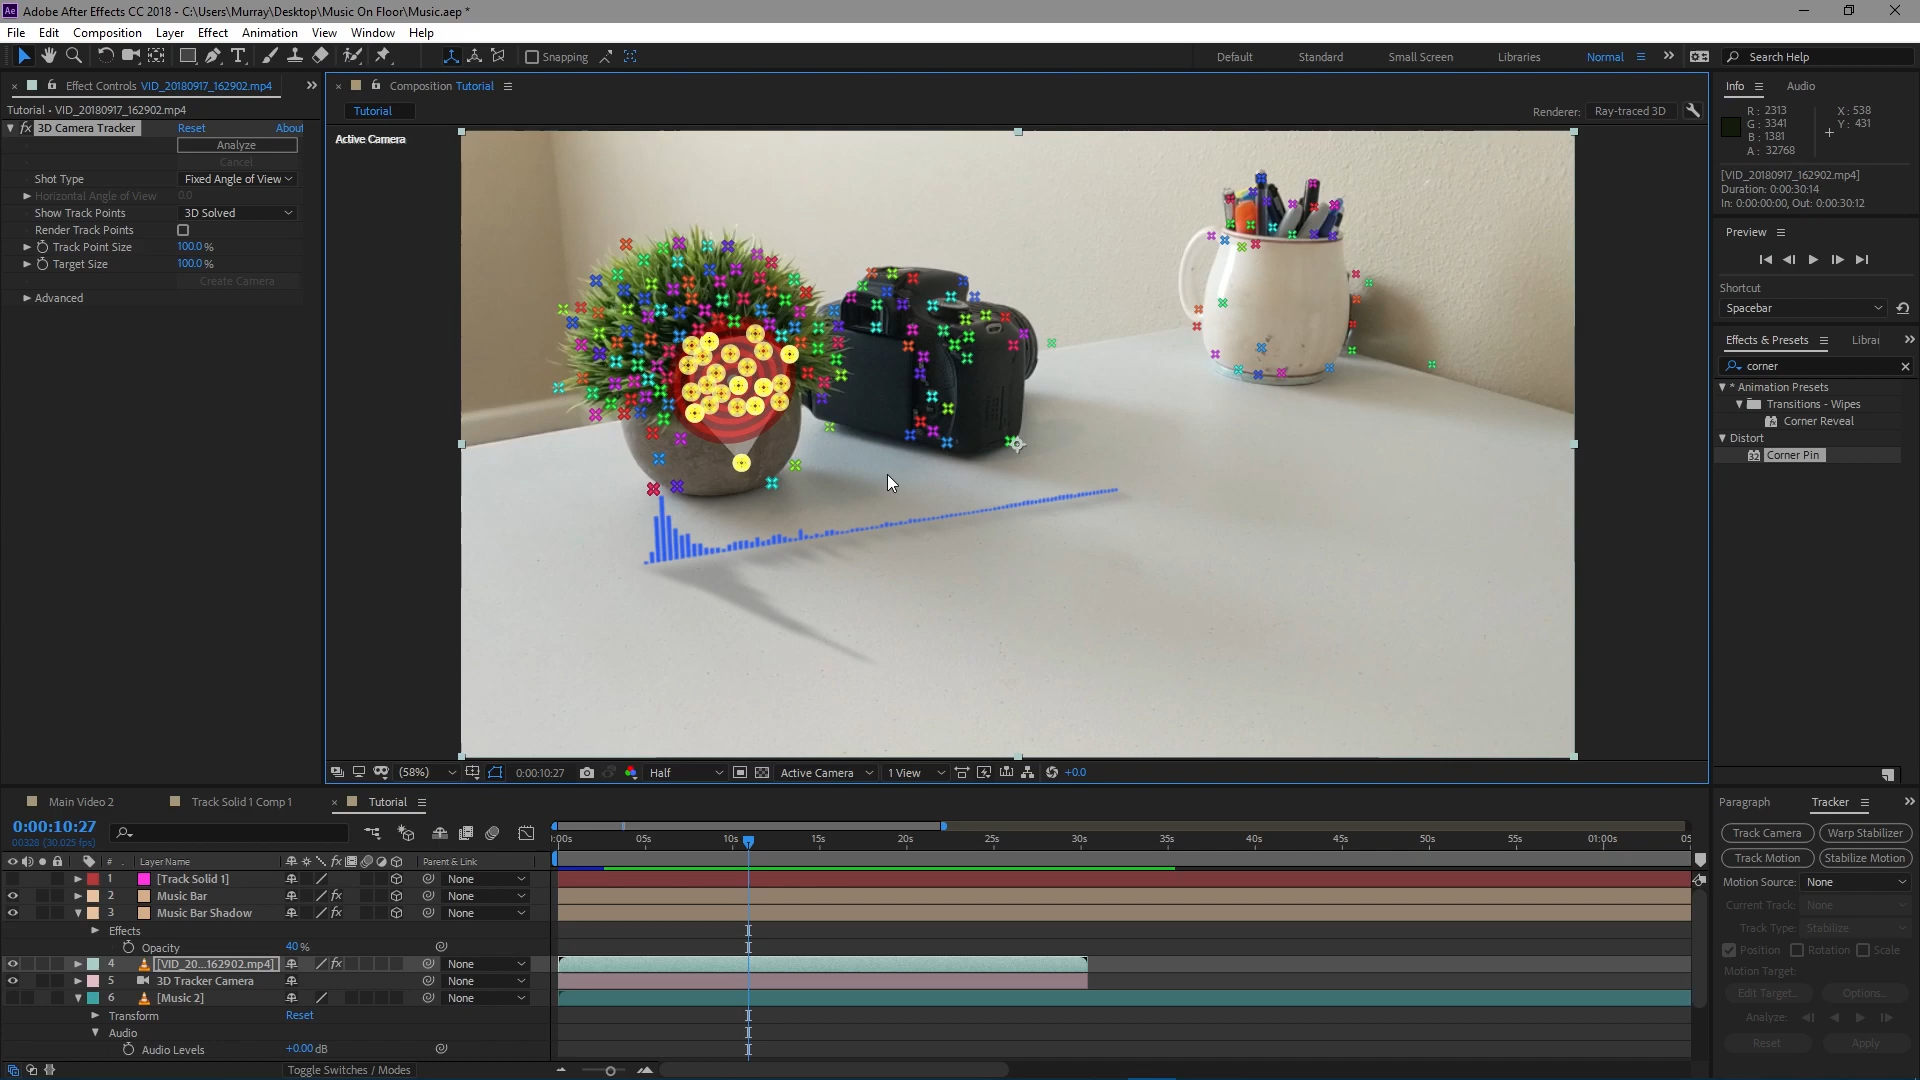 Adobe After Effects CC 2018 - C:\Users\Murray\Desktop\Music On Floor\Music.aep *
File Edit Composition Layer Effect Animation View Window Help
Snapping Default Standard Small Screen Libraries Normal Search Help
Effect Controls VID_20180917_162902.mp4
Tutorial • VID_20180917_162902.mp4
fx 3D Camera Tracker Reset About
Analyze
Cancel
Shot Type Fixed Angle of View
Horizontal Angle of View 0.0
Show Track Points 3D Solved
Render Track Points
Track Point Size 100.0 %
Target Size 100.0 %
Create Camera
Advanced
Composition Tutorial
Tutorial
Renderer: Ray-traced 3D
Active Camera
(58%) 0:00:10:27 Half Active Camera 1 View +0.0
Info Audio
R: 2313 X: 538
G: 3341 Y: 431
B: 1381
A: 32768
[VID_20180917_162902.mp4]
Duration: 0:00:30:14
In: 0:00:00:00, Out: 0:00:30:12
Preview
Shortcut
Spacebar
Effects & Presets Librai
corner
* Animation Presets
Transitions - Wipes
Corner Reveal
Distort
32 Corner Pin
Main Video 2 Track Solid 1 Comp 1 Tutorial
0:00:10:27
00328 (30.025 fps)
:00s 05s 10s 15s 20s 25s 30s 35s 40s 45s 50s 55s 01:00s 05
# Layer Name fx Parent & Link
1 [Track Solid 1] None
2 Music Bar fx None
3 Music Bar Shadow fx None
Effects
Opacity 40 %
4 [VID_20...162902.mp4] fx None
5 3D Tracker Camera None
6 [Music 2] None
Transform Reset
Audio
Audio Levels +0.00 dB
Toggle Switches / Modes
Paragraph Tracker
Track Camera Warp Stabilizer
Track Motion Stabilize Motion
Motion Source: None
Current Track: None
Track Type: Stabilize
Position Rotation Scale
Motion Target:
Edit Target... Options...
Analyze:
Reset Apply